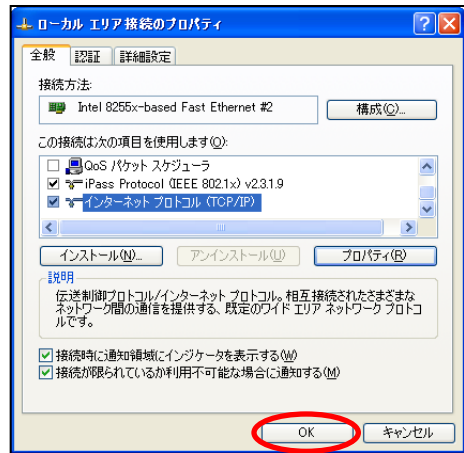 ローカル エリア接続のプロパティ
全般 認証 詳細設定
接続方法:
Intel 8255x-based Fast Ethernet #2 構成(C)...
この接続は次の項目を使用します(O):
QoS パケット スケジューラ
iPass Protocol (IEEE 802.1x) v2.3.1.9
インターネット プロトコル (TCP/IP)
インストール(N)... アンインストール(U) プロパティ(R)
説明
伝送制御プロトコル/インターネット プロトコル。相互接続されたさまざまな
ネットワーク間の通信を提供する、既定のワイド エリア ネットワーク プロトコ
ルです。
接続時に通知領域にインジケータを表示する(W)
接続が限られているか利用不可能な場合に通知する(M)
OK キャンセル